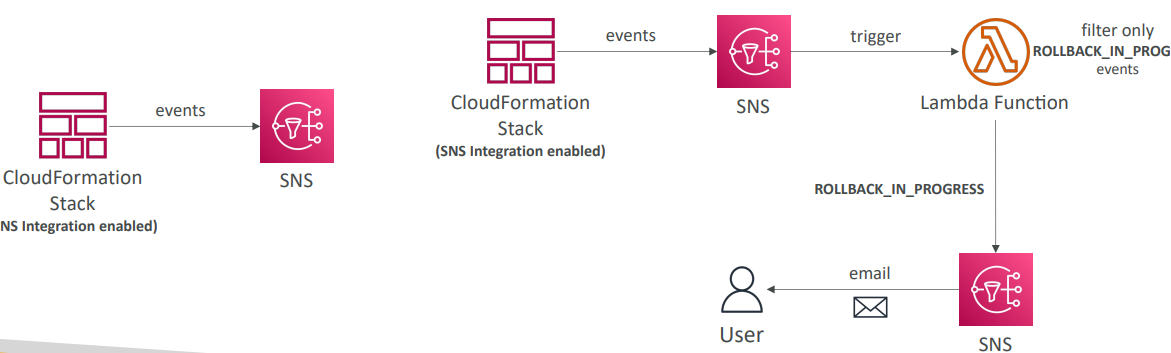 events
CloudFormation
Stack
NS Integration enabled)
SNS
events
CloudFormation
Stack
(SNS Integration enabled)
SNS
trigger
filter only
ROLLBACK_IN_PROG
events
Lambda Function
ROLLBACK_IN_PROGRESS
email
User
SNS